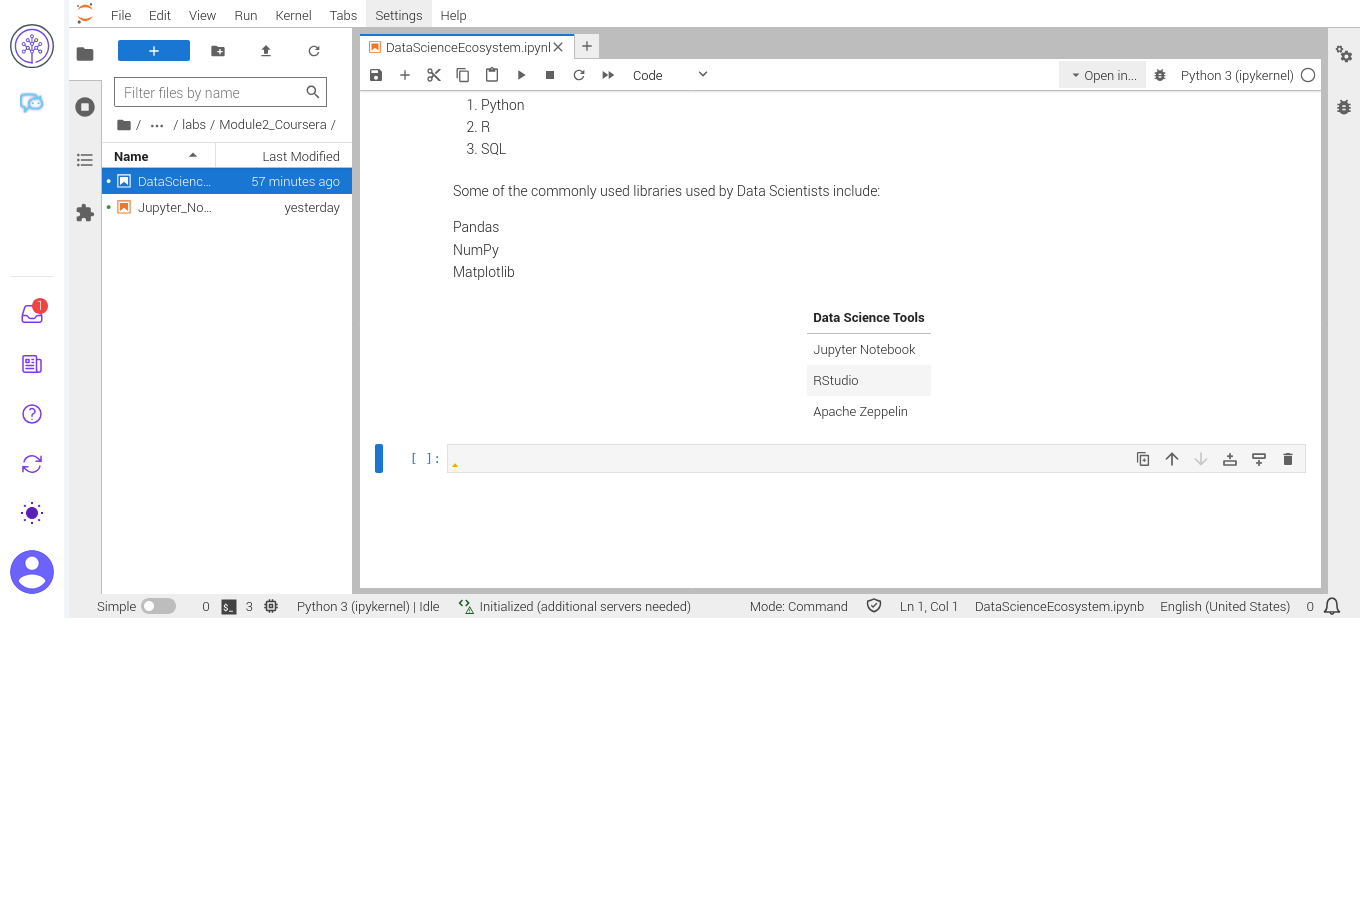 File Edit View Run Kernel Tabs Settings Help
DataScienceEcosystem.ipynl
Code
Open in...
Python 3 (ipykernel)
Filter files by name
/ ... / labs / Module2_Coursera /
Name Last Modified
DataScienc... 57 minutes ago
Jupyter_No... yesterday
1. Python
2. R
3. SQL
Some of the commonly used libraries used by Data Scientists include:
Pandas
NumPy
Matplotlib
Data Science Tools
Jupyter Notebook
RStudio
Apache Zeppelin
[ ]:
1
Simple 0 $_ 3 Python 3 (ipykernel) | Idle Initialized (additional servers needed) Mode: Command Ln 1, Col 1 DataScienceEcosystem.ipynb English (United States) 0